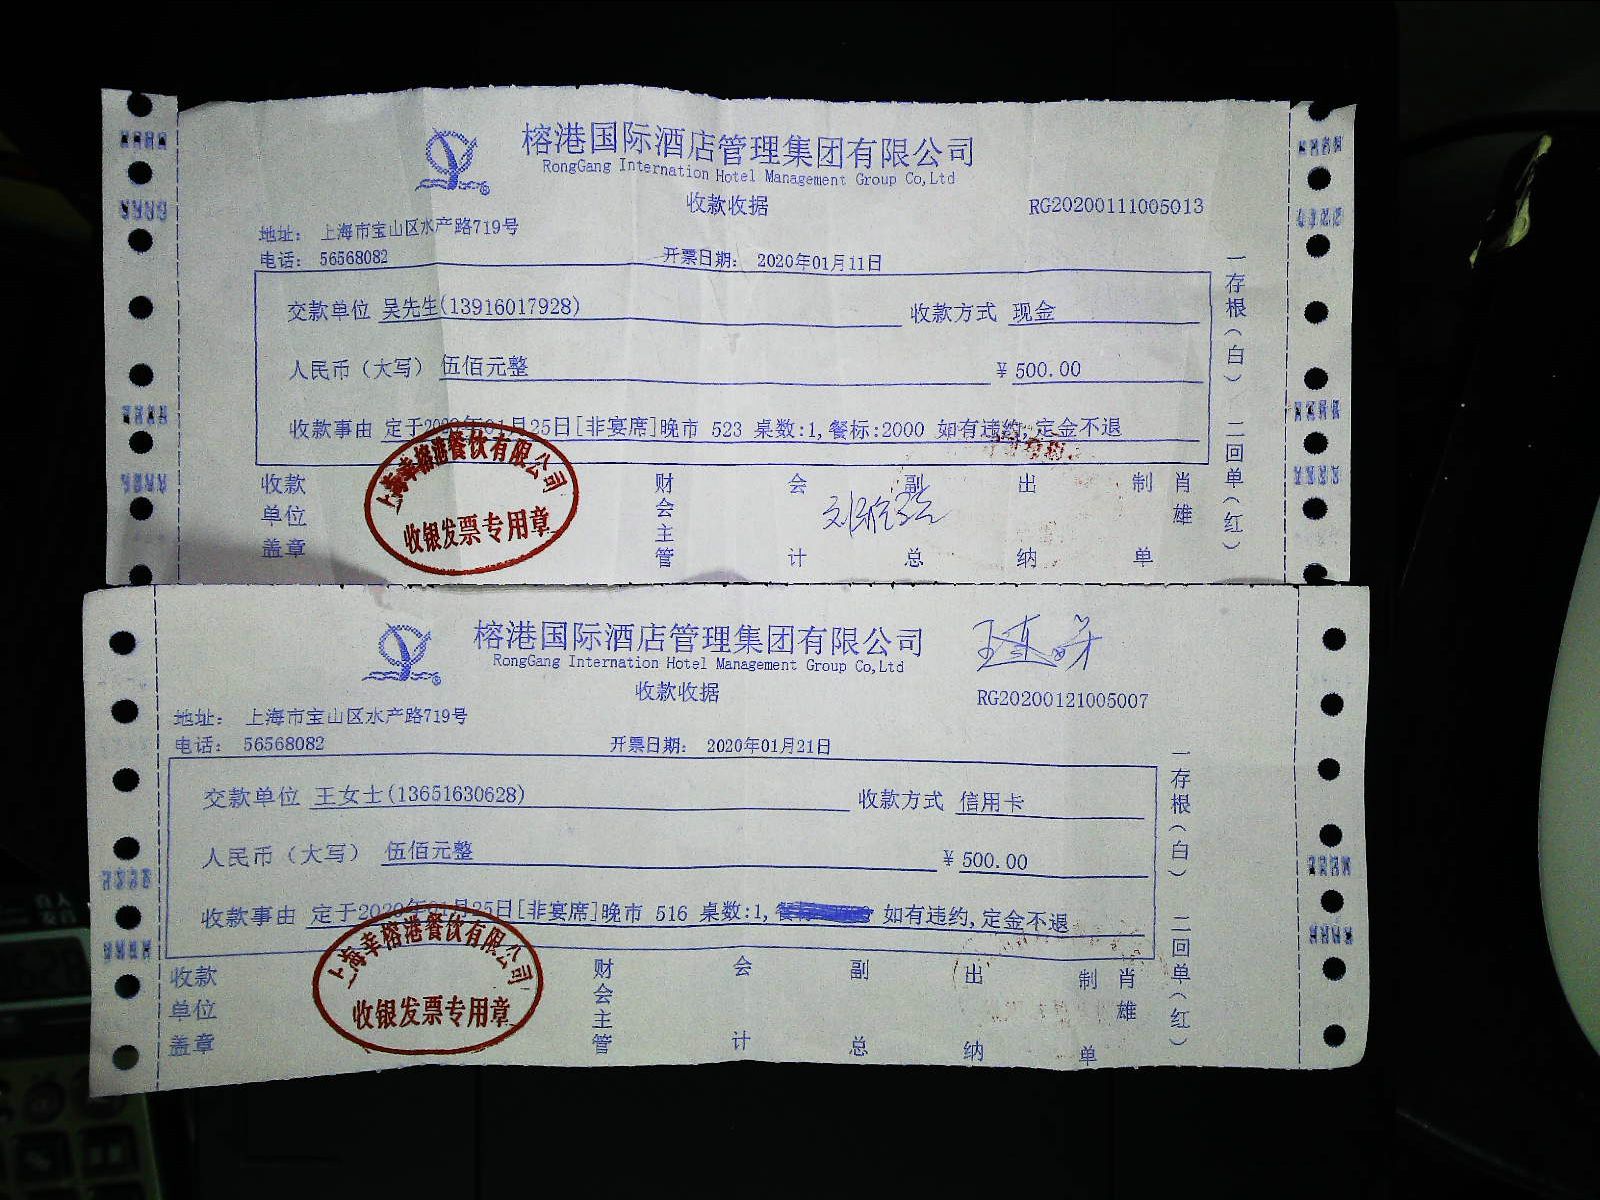 榕港国际酒店管理集团有限公司
RongGang Internation Hotel Management Group Co,Ltd
收款收据
RG20200111005013
地址： 上海市宝山区水产路719号
电话： 56568082
开票日期： 2020年01月11日
交款单位 吴先生(13916017928)
收款方式 现金
人民币（大写） 伍佰元整
￥500.00
收款事由 定于2020年01月25日[非宴席]晚市 523 桌数:1,餐标:2000 如有违约,定金不退
一存根(白) 二回单(红)
收款单位盖章
上海幸榕港餐饮有限公司
收银发票专用章
财会主管
会计
副总
出纳
制单
肖雄
榕港国际酒店管理集团有限公司
RongGang Internation Hotel Management Group Co,Ltd
收款收据
RG20200121005007
地址： 上海市宝山区水产路719号
电话： 56568082
开票日期： 2020年01月21日
交款单位 王女士(13651630628)
收款方式 信用卡
人民币（大写） 伍佰元整
￥500.00
收款事由 定于2020年01月25日[非宴席]晚市 516 桌数:1, 如有违约,定金不退
一存根(白) 二回单(红)
收款单位盖章
上海幸榕港餐饮有限公司
收银发票专用章
财会主管
会计
副总
出纳
制单
肖雄